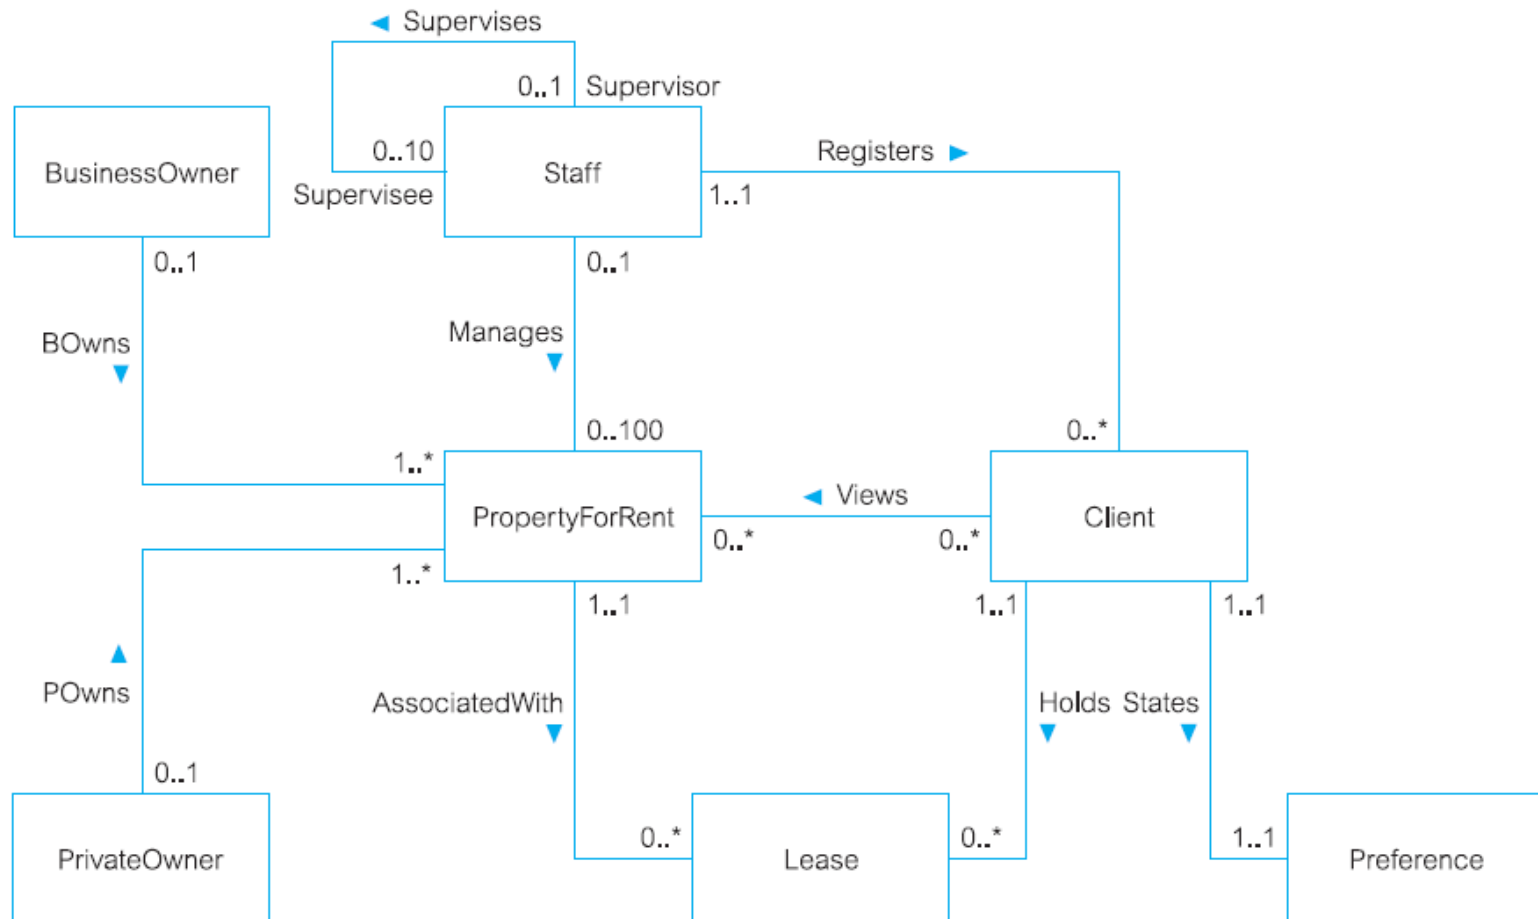 Supervises
0..1 Supervisor
BusinessOwner
0..10
Supervisee
Staff
Registers
1..1
0..1
0..1
BOwns
Manages
0..100
0..*
1..*
PropertyForRent
Views
0..*
0..*
Client
1..*
1..1
1..1
1..1
POwns
AssociatedWith
Holds
States
0..1
PrivateOwner
0..*
Lease
0..*
1..1
Preference